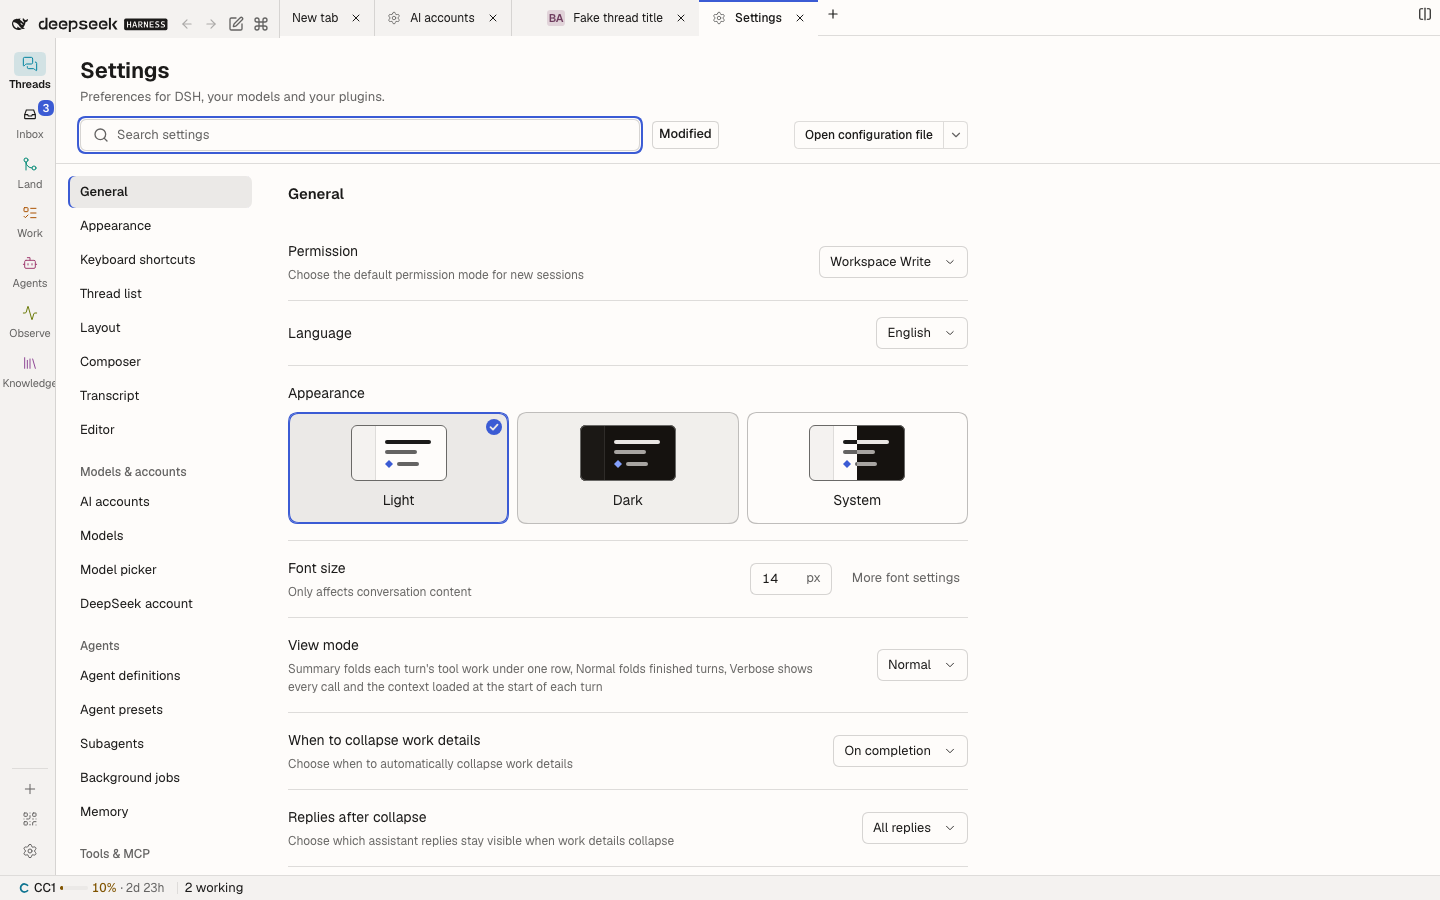 deepseek HARNESS
New tab
AI accounts
BA Fake thread title
Settings
Threads
3
Inbox
Land
Work
Agents
Observe
Knowledge
Settings
Preferences for DSH, your models and your plugins.
Search settings
Modified
Open configuration file
General
Appearance
Keyboard shortcuts
Thread list
Layout
Composer
Transcript
Editor
Models & accounts
AI accounts
Models
Model picker
DeepSeek account
Agents
Agent definitions
Agent presets
Subagents
Background jobs
Memory
Tools & MCP
General
Permission
Choose the default permission mode for new sessions
Workspace Write
Language
English
Appearance
Light
Dark
System
Font size
Only affects conversation content
14 px
More font settings
View mode
Summary folds each turn's tool work under one row, Normal folds finished turns, Verbose shows
every call and the context loaded at the start of each turn
Normal
When to collapse work details
Choose when to automatically collapse work details
On completion
Replies after collapse
Choose which assistant replies stay visible when work details collapse
All replies
C CC1 10% · 2d 23h
2 working